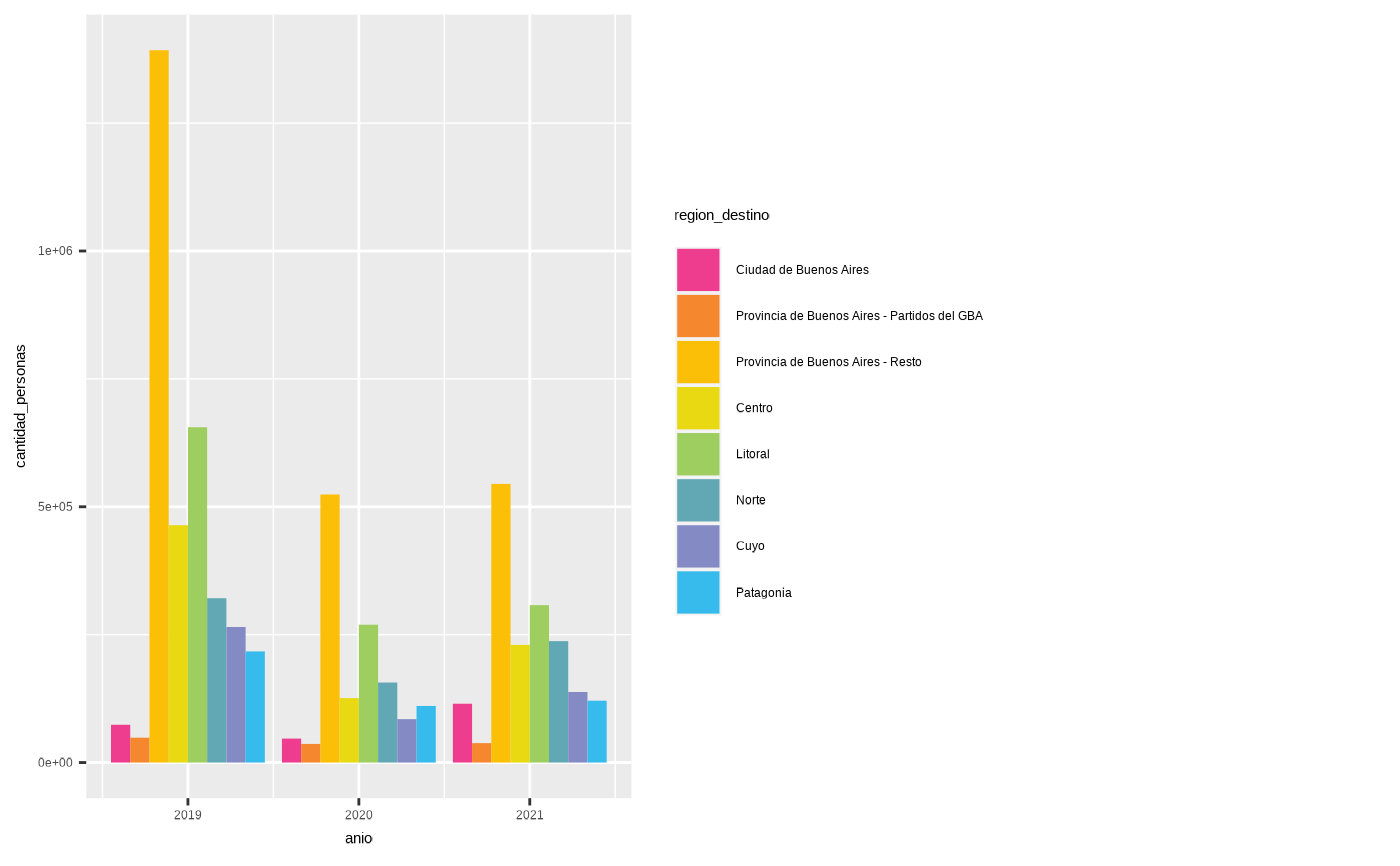 cantidad_personas
1e+06
5e+05
0e+00
2019
2020
2021
anio
region_destino
Ciudad de Buenos Aires
Provincia de Buenos Aires - Partidos del GBA
Provincia de Buenos Aires - Resto
Centro
Litoral
Norte
Cuyo
Patagonia